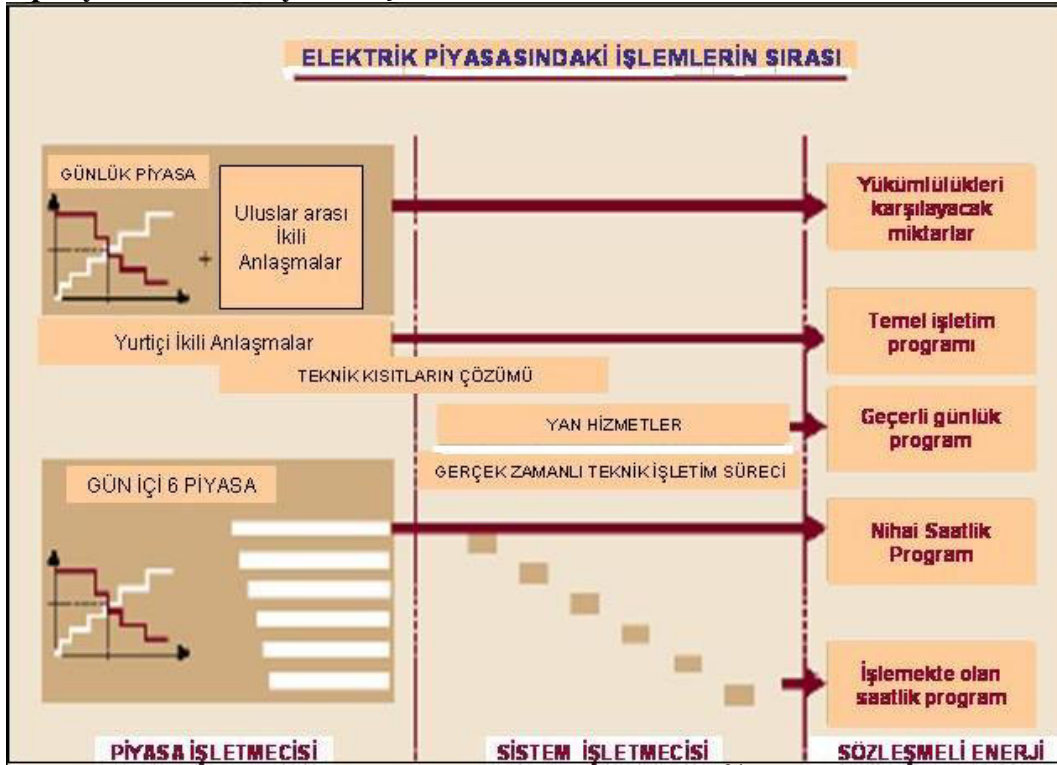 ELEKTRİK PİYASASINDAKİ İŞLEMLERİN SIRASI
GÜNLÜK PİYASA
Uluslar arası
İkili
Anlaşmalar
+
Yükümlülükleri
karşılayacak
miktarlar
Yurtiçi İkili Anlaşmalar
Temel işletim
programı
TEKNİK KISITLARIN ÇÖZÜMÜ
YAN HİZMETLER
Geçerli günlük
program
GERÇEK ZAMANLI TEKNİK İŞLETİM SÜRECİ
GÜN İÇİ 6 PİYASA
Nihai Saatlik
Program
İşlemekte olan
saatlik program
PİYASA İŞLETMECİSİ
SİSTEM İŞLETMECİSİ
SÖZLEŞMELİ ENERJİ